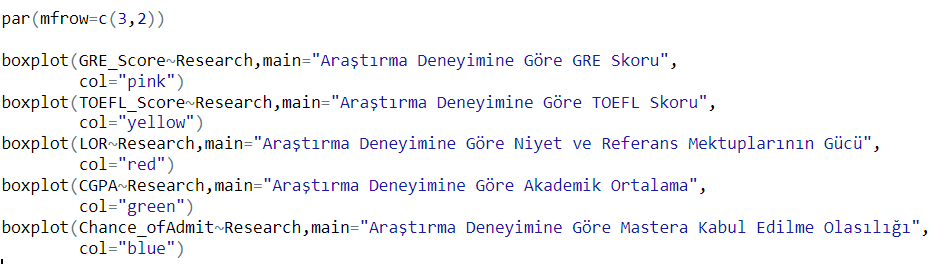 par(mfrow=c(3,2))
boxplot(GRE_Score~Research,main="Araştırma Deneyimine Göre GRE Skoru",
col="pink")
boxplot(TOEFL_Score~Research,main="Araştırma Deneyimine Göre TOEFL Skoru",
col="yellow")
boxplot(LOR~Research,main="Araştırma Deneyimine Göre Niyet ve Referans Mektuplarının Gücü",
col="red")
boxplot(CGPA~Research,main="Araştırma Deneyimine Göre Akademik Ortalama",
col="green")
boxplot(Chance_ofAdmit~Research,main="Araştırma Deneyimine Göre Mastera Kabul Edilme Olasılığı",
col="blue")